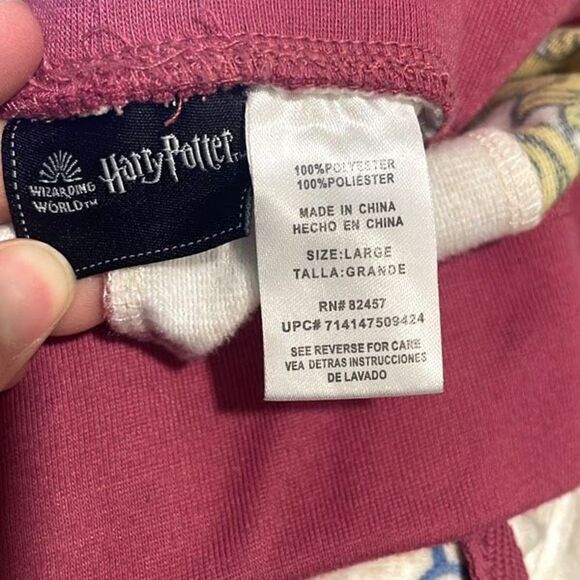 WIZARDING
WORLD™
Harry Potter™
100%POLYESTER
100%POLIÉSTER
MADE IN CHINA
HECHO EN CHINA
SIZE:LARGE
TALLA:GRANDE
RN# 82457
UPC# 714147509424
SEE REVERSE FOR CARE
VEA DETRAS INSTRUCCIONES
DE LAVADO